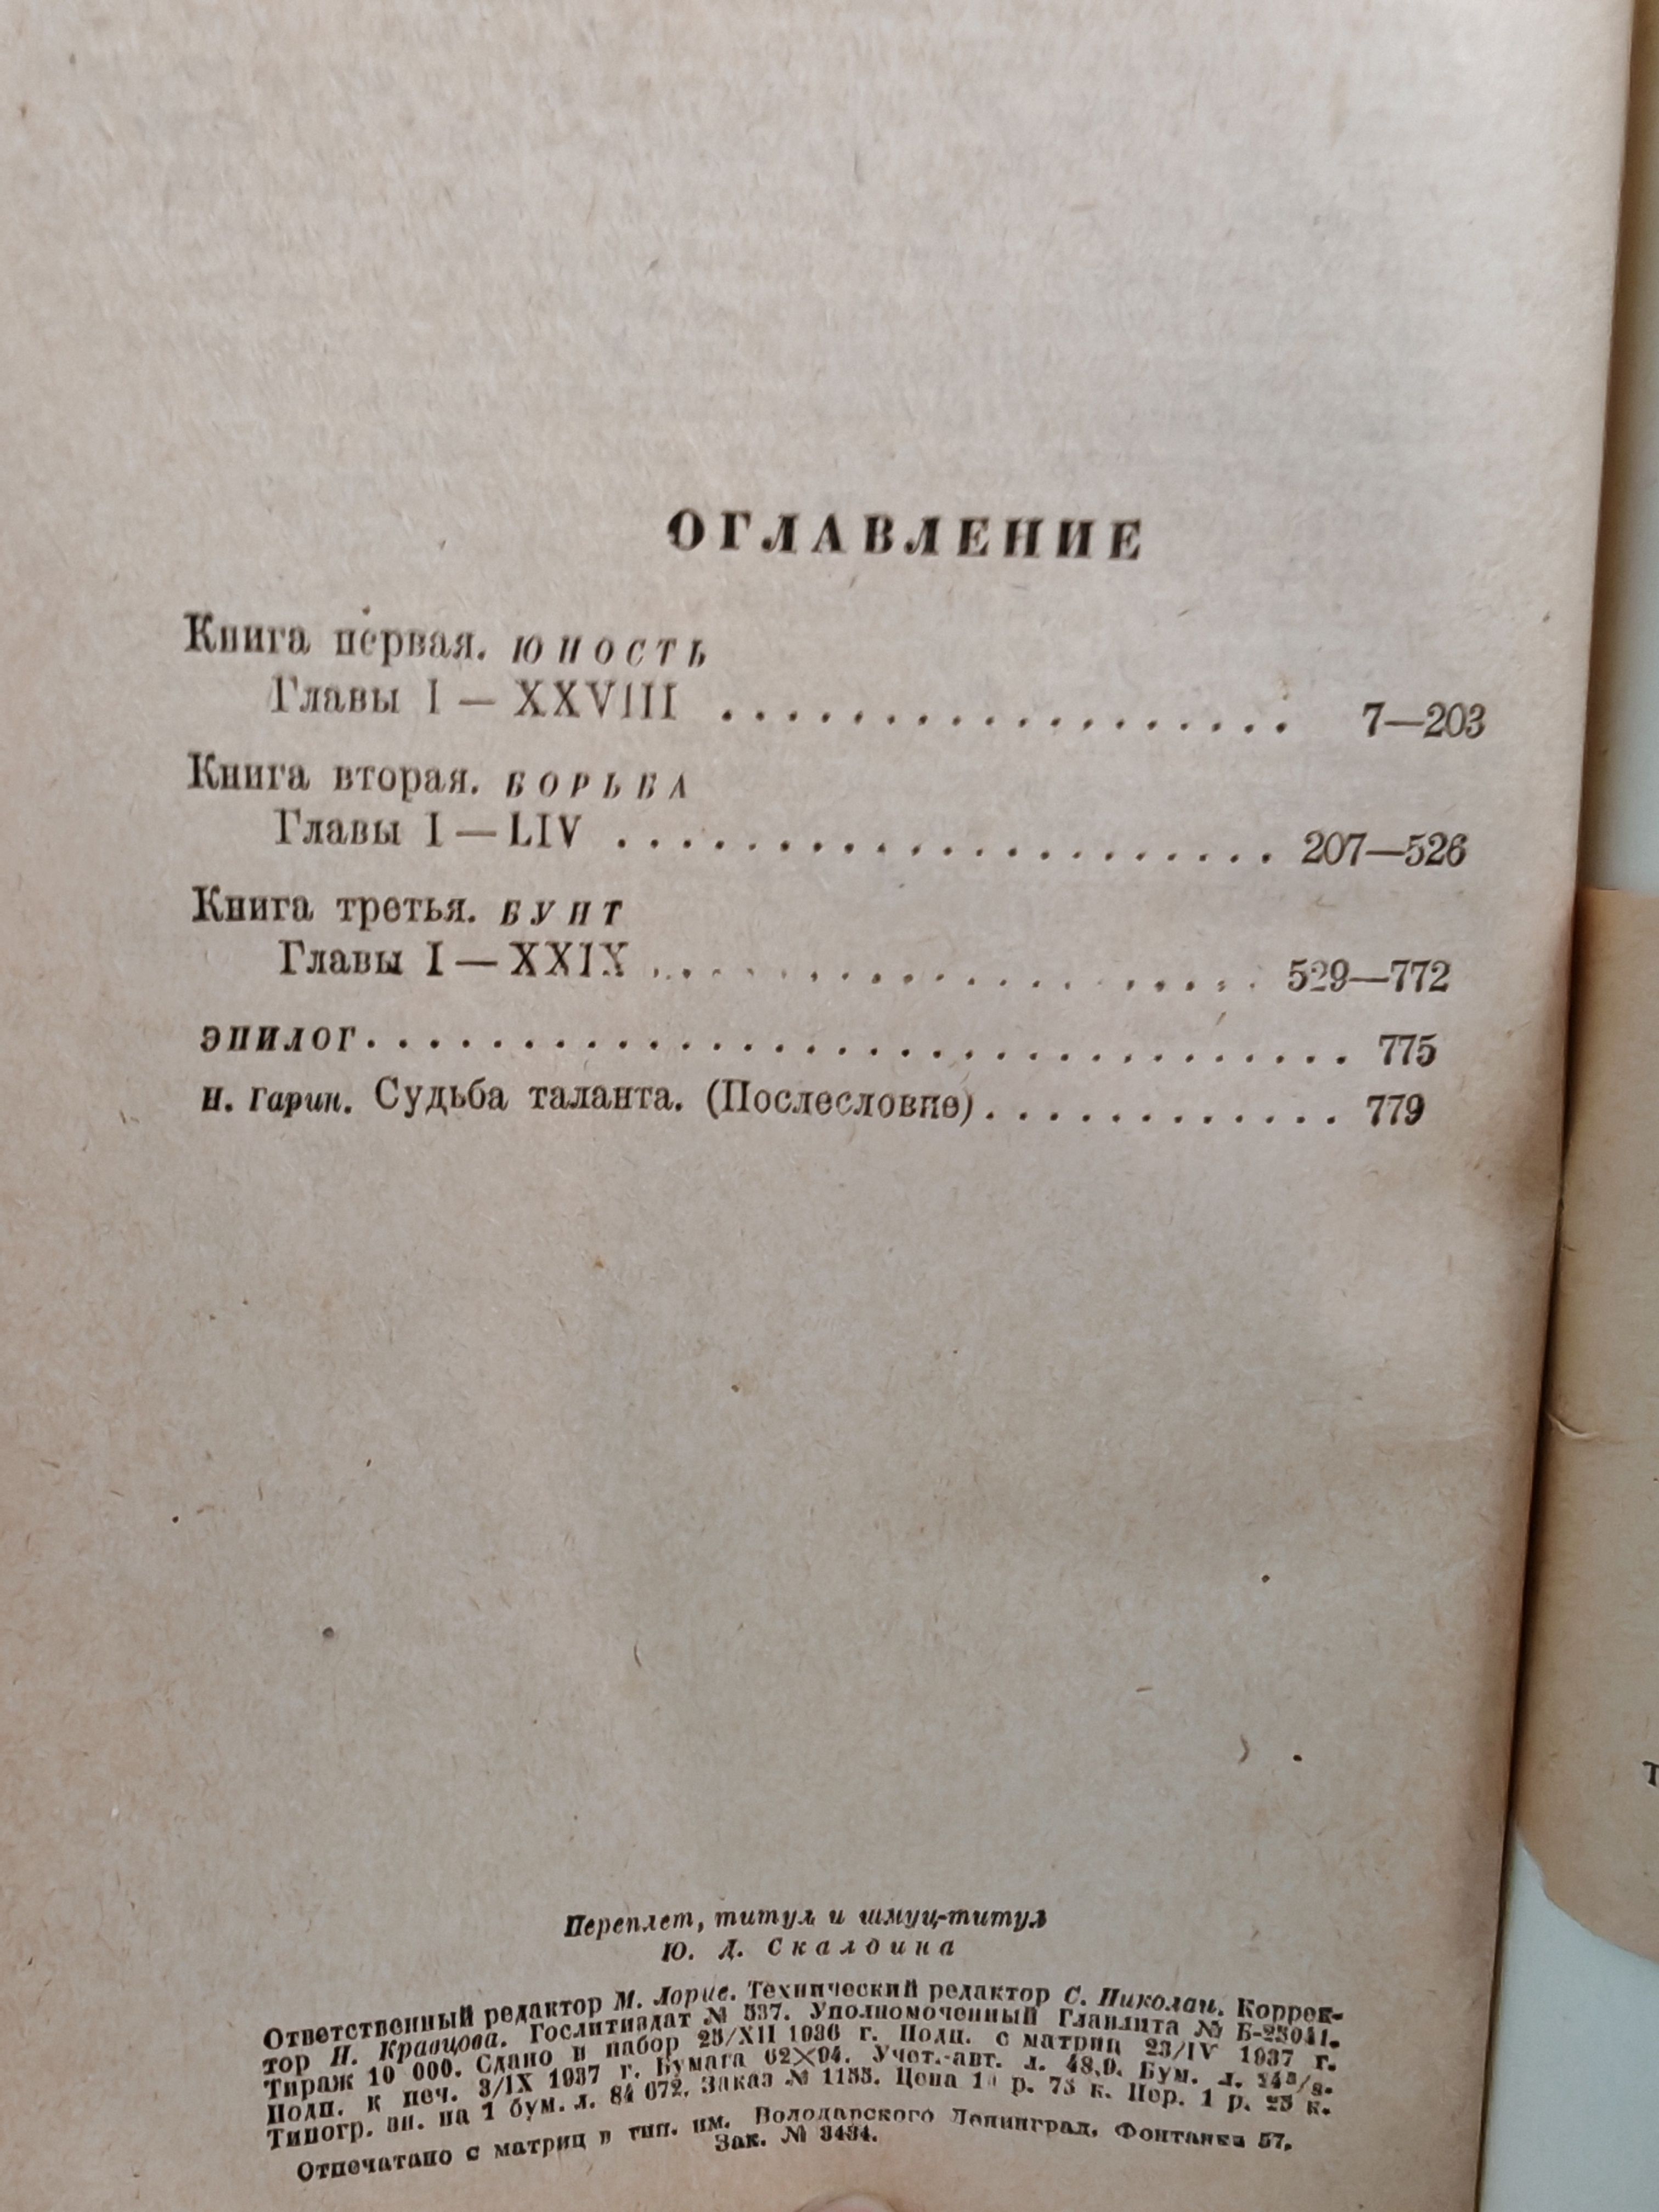 ОГЛАВЛЕНИЕ
Книга первая. ЮНОСТЬ
Главы I — XXVIII . . . . . . . . . . . . . . . . . . 7—203
Книга вторая. БОРЬБА
Главы I — LIV . . . . . . . . . . . . . . . . . . . . . 207—526
Книга третья. БУНТ
Главы I — XXIX . . . . . . . . . . . . . . . . . . . 529—772
ЭПИЛОГ. . . . . . . . . . . . . . . . . . . . . . . . . . . . . . . 775
Н. Гарин. Судьба таланта. (Послесловие) . . . . . . . . . . . . 779
Переплет, титул и шмуц-титул
Ю. Д. Скалдина
Ответственный редактор М. Лорие. Технический редактор С. Николаи. Коррек-
тор Н. Кравцова. Гослитиздат № 537. Уполномоченный Главлита № Б-25041.
Тираж 10 000. Сдано в набор 25/XII 1936 г. Подп. с матриц 23/IV 1937 г.
Подп. к печ. 3/IX 1937 г. Бумага 62×94. Учет.-авт. л. 48,9. Бум. л.
Типогр. зн. на 1 бум. л. 84 072. Заказ № 1155. Цена р. 75 к. Пер. 1 р. 25 к.
Отпечатано с матриц в тип. им. Володарского Ленинград, Фонтанка 57.
Зак. № 3434.
Т